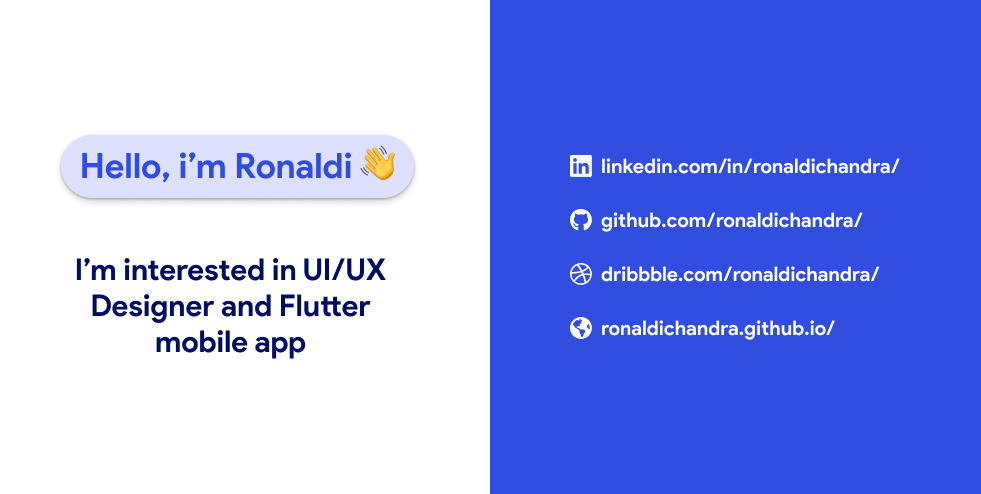 Hello, i’m Ronaldi 👋
I’m interested in UI/UX
Designer and Flutter
mobile app
linkedin.com/in/ronaldichandra/
github.com/ronaldichandra/
dribbble.com/ronaldichandra/
ronaldichandra.github.io/